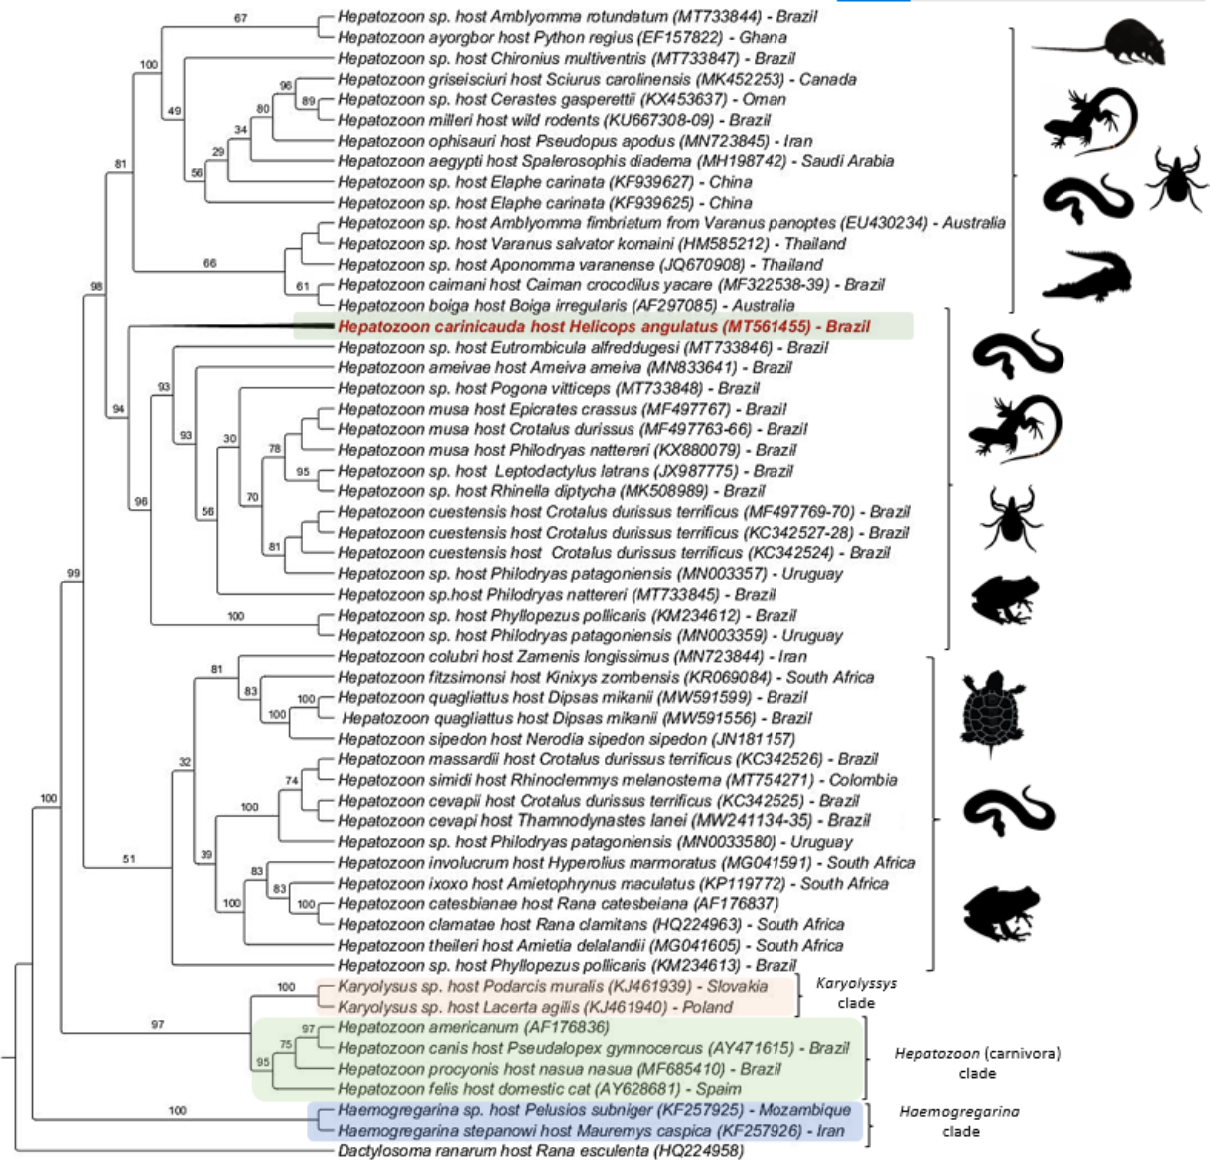 67
Hepatozoon sp. host Amblyomma rotundatum (MT733844) - Brazil
Hepatozoon ayorgbor host Python regius (EF157822) - Ghana
100
Hepatozoon sp. host Chironius multiventris (MT733847) - Brazil
96
Hepatozoon griseisciuri host Sciurus carolinensis (MK452253) - Canada
89
Hepatozoon sp. host Cerastes gasperettii (KX453637) - Oman
49
80
Hepatozoon milleri host wild rodents (KU667308-09) - Brazil
34
Hepatozoon ophisauri host Pseudopus apodus (MN723845) - Iran
29
81
Hepatozoon aegypti host Spalerosophis diadema (MH198742) - Saudi Arabia
56
Hepatozoon sp. host Elaphe carinata (KF939627) - China
Hepatozoon sp. host Elaphe carinata (KF939625) - China
Hepatozoon sp. host Amblyomma fimbriatum from Varanus panoptes (EU430234) - Australia
Hepatozoon sp. host Varanus salvator komaini (HM585212) - Thailand
66
Hepatozoon sp. host Aponomma varanense (JQ670908) - Thailand
98
61
Hepatozoon caimani host Caiman crocodilus yacare (MF322538-39) - Brazil
Hepatozoon boiga host Boiga irregularis (AF297085) - Australia
Hepatozoon carinicauda host Helicops angulatus (MT561455) - Brazil
Hepatozoon sp. host Eutrombicula alfreddugesi (MT733846) - Brazil
Hepatozoon ameivae host Ameiva ameiva (MN833641) - Brazil
93
Hepatozoon sp. host Pogona vitticeps (MT733848) - Brazil
94
Hepatozoon musa host Epicrates crassus (MF497767) - Brazil
93
30
Hepatozoon musa host Crotalus durissus (MF497763-66) - Brazil
78
Hepatozoon musa host Philodryas nattereri (KX880079) - Brazil
95
Hepatozoon sp. host Leptodactylus latrans (JX987775) - Brazil
Hepatozoon sp. host Rhinella diptycha (MK508989) - Brazil
96
56
70
Hepatozoon cuestensis host Crotalus durissus terrificus (MF497769-70) - Brazil
Hepatozoon cuestensis host Crotalus durissus terrificus (KC342527-28) - Brazil
81
Hepatozoon cuestensis host Crotalus durissus terrificus (KC342524) - Brazil
99
Hepatozoon sp. host Philodryas patagoniensis (MN003357) - Uruguay
Hepatozoon sp.host Philodryas nattereri (MT733845) - Brazil
100
Hepatozoon sp. host Phyllopezus pollicaris (KM234612) - Brazil
Hepatozoon sp. host Philodryas patagoniensis (MN003359) - Uruguay
Hepatozoon colubri host Zamenis longissimus (MN723844) - Iran
81
Hepatozoon fitzsimonsi host Kinixys zombensis (KR069084) - South Africa
83
100
Hepatozoon quagliattus host Dipsas mikanii (MW591599) - Brazil
100
Hepatozoon quagliattus host Dipsas mikanii (MW591556) - Brazil
Hepatozoon sipedon host Nerodia sipedon sipedon (JN181157)
32
Hepatozoon massardii host Crotalus durissus terrificus (KC342526) - Brazil
74
Hepatozoon simidi host Rhinoclemmys melanosterna (MT754271) - Colombia
100
100
Hepatozoon cevapii host Crotalus durissus terrificus (KC342525) - Brazil
Hepatozoon cevapi host Thamnodynastes lanei (MW241134-35) - Brazil
Hepatozoon sp. host Philodryas patagoniensis (MN0033580) - Uruguay
51
39
Hepatozoon involucrum host Hyperolius marmoratus (MG041591) - South Africa
83
83
Hepatozoon ixoxo host Amietophrynus maculatus (KP119772) - South Africa
100
100
Hepatozoon catesbianae host Rana catesbeiana (AF176837)
Hepatozoon clamatae host Rana clamitans (HQ224963) - South Africa
Hepatozoon theileri host Amietia delalandii (MG041605) - South Africa
Hepatozoon sp. host Phyllopezus pollicaris (KM234613) - Brazil
100
Karyolysus sp. host Podarcis muralis (KJ461939) - Slovakia
Karyolysus sp. host Lacerta agilis (KJ461940) - Poland
Karyolyssys
clade
97
97
Hepatozoon americanum (AF176836)
75
Hepatozoon canis host Pseudalopex gymnocercus (AY471615) - Brazil
95
Hepatozoon procyonis host nasua nasua (MF685410) - Brazil
Hepatozoon felis host domestic cat (AY628681) - Spaim
Hepatozoon (carnivora)
clade
100
Haemogregarina sp. host Pelusios subniger (KF257925) - Mozambique
Haemogregarina stepanowi host Mauremys caspica (KF257926) - Iran
Haemogregarina
clade
Dactylosoma ranarum host Rana esculenta (HQ224958)